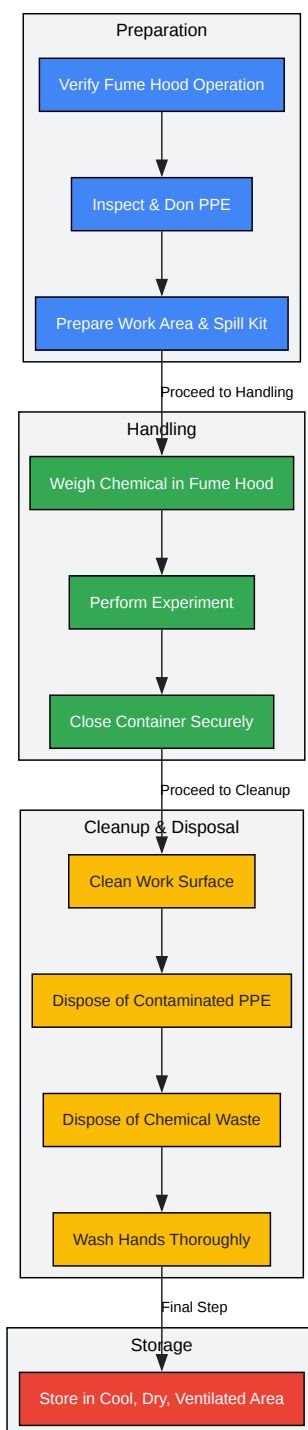 Preparation
Verify Fume Hood Operation
Inspect & Don PPE
Prepare Work Area & Spill Kit
Proceed to Handling
Handling
Weigh Chemical in Fume Hood
Perform Experiment
Close Container Securely
Proceed to Cleanup
Cleanup & Disposal
Clean Work Surface
Dispose of Contaminated PPE
Dispose of Chemical Waste
Wash Hands Thoroughly
Final Step
Storage
Store in Cool, Dry, Ventilated Area